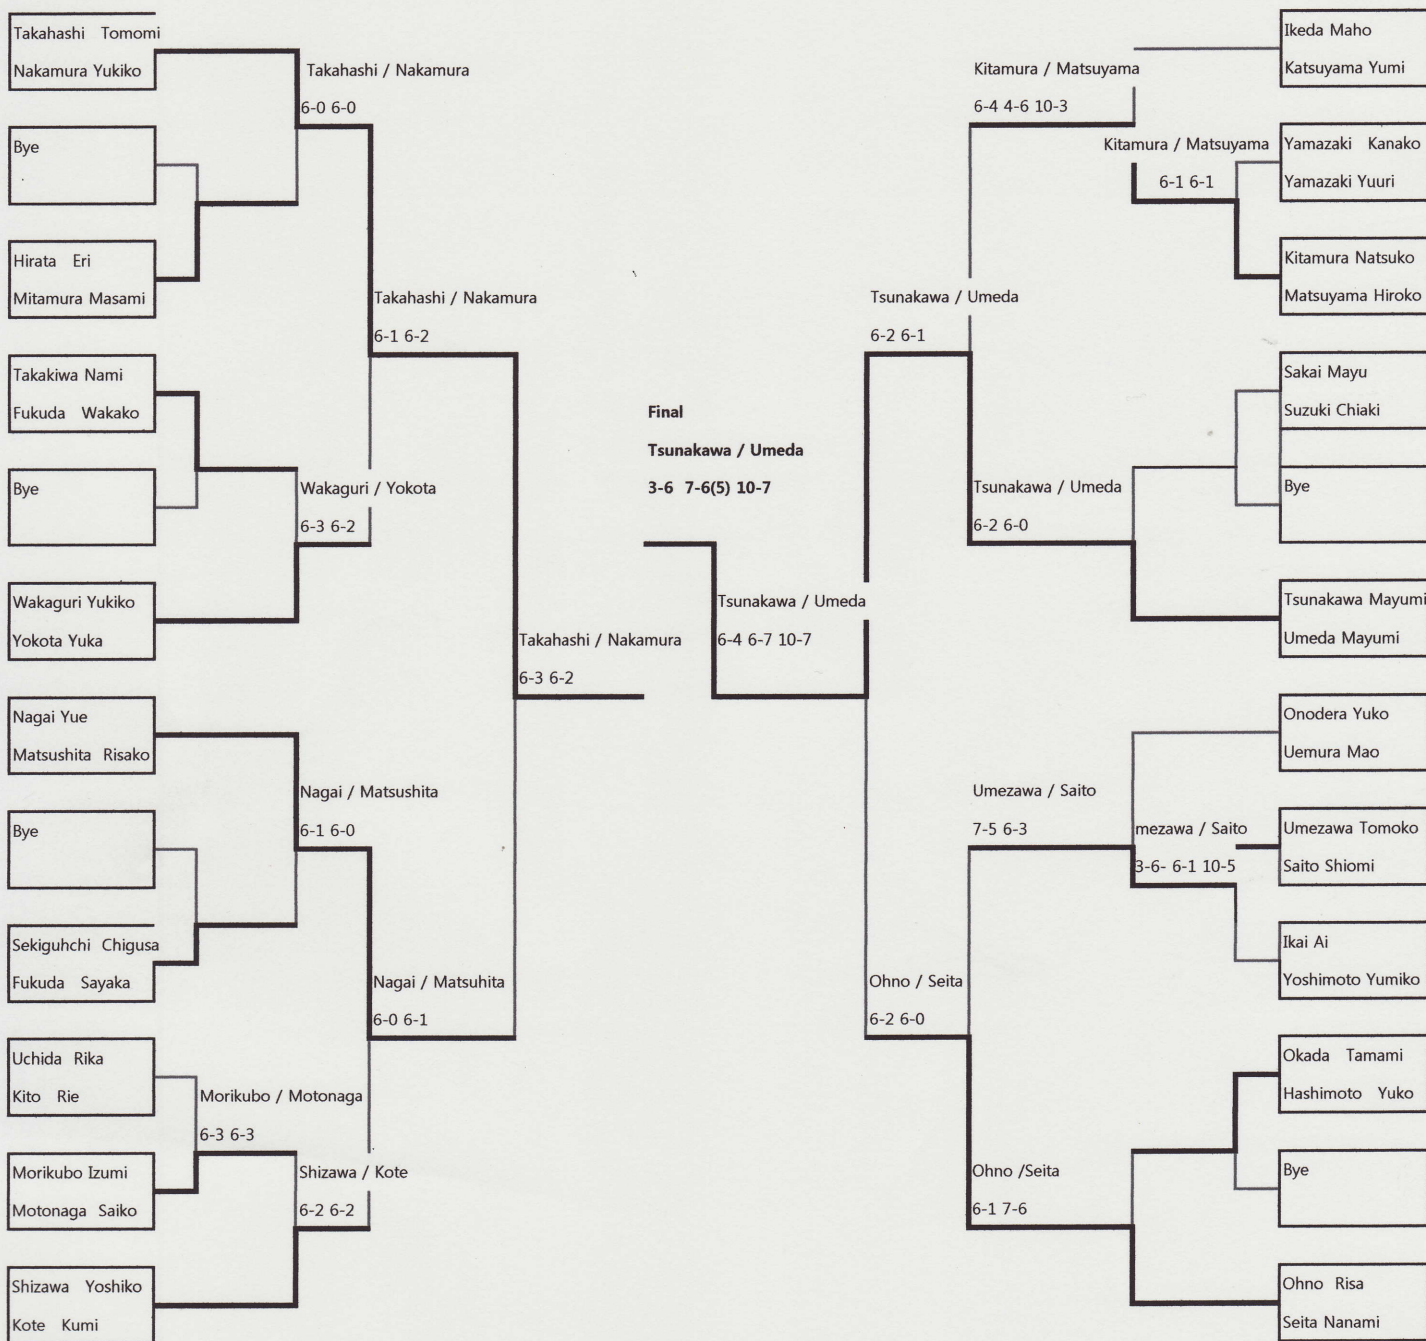 Takahashi Tomomi
Nakamura Yukiko
Bye
Hirata Eri
Mitamura Masami
Takakiwa Nami
Fukuda Wakako
Bye
Wakaguri Yukiko
Yokota Yuka
Nagai Yue
Matsushita Risako
Bye
Sekiguhchi Chigusa
Fukuda Sayaka
Uchida Rika
Kito Rie
Morikubo Izumi
Motonaga Saiko
Shizawa Yoshiko
Kote Kumi
Morikubo / Motonaga
6-3 6-3
Takahashi / Nakamura
6-0 6-0
Wakaguri / Yokota
6-3 6-2
Nagai / Matsushita
6-1 6-0
Shizawa / Kote
6-2 6-2
Takahashi / Nakamura
6-1 6-2
Nagai / Matsuhita
6-0 6-1
Takahashi / Nakamura
6-3 6-2
Final
Tsunakawa / Umeda
3-6 7-6(5) 10-7
Tsunakawa / Umeda
6-4 6-7 10-7
Tsunakawa / Umeda
6-2 6-1
Ohno / Seita
6-2 6-0
Kitamura / Matsuyama
6-4 4-6 10-3
Tsunakawa / Umeda
6-2 6-0
Umezawa / Saito
7-5 6-3
Ohno /Seita
6-1 7-6
Kitamura / Matsuyama
6-1 6-1
mezawa / Saito
3-6- 6-1 10-5
Ikeda Maho
Katsuyama Yumi
Yamazaki Kanako
Yamazaki Yuuri
Kitamura Natsuko
Matsuyama Hiroko
Sakai Mayu
Suzuki Chiaki
Bye
Tsunakawa Mayumi
Umeda Mayumi
Onodera Yuko
Uemura Mao
Umezawa Tomoko
Saito Shiomi
Ikai Ai
Yoshimoto Yumiko
Okada Tamami
Hashimoto Yuko
Bye
Ohno Risa
Seita Nanami